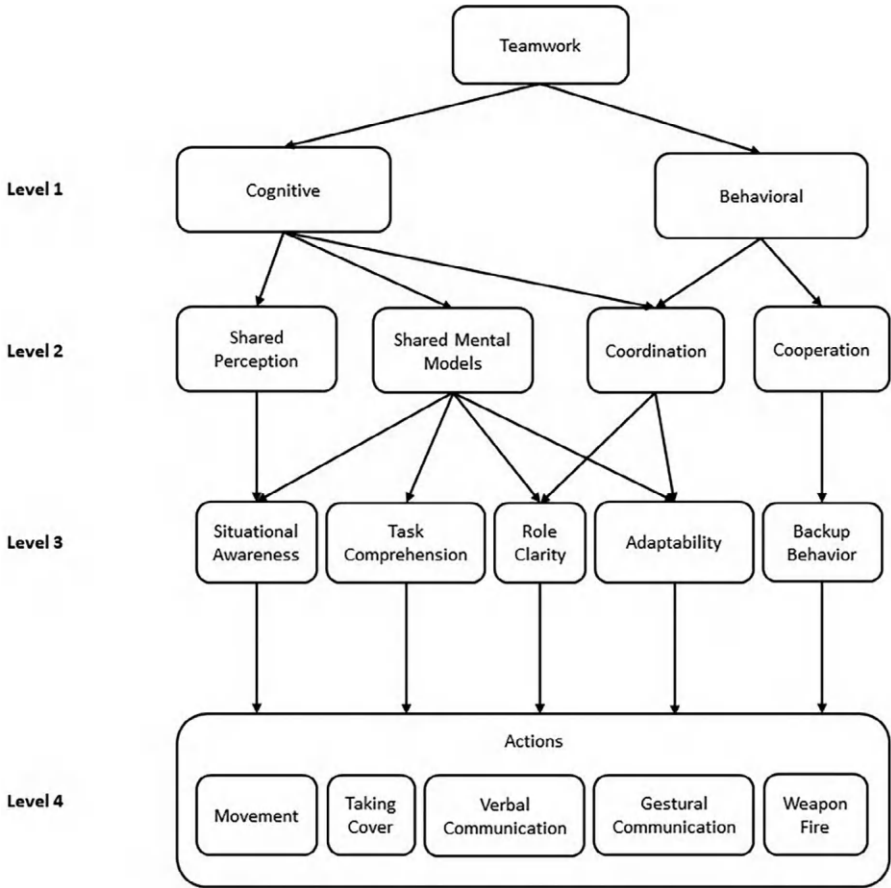 Teamwork
Level 1
Cognitive
Behavioral
Level 2
Shared
Perception
Shared Mental
Models
Coordination
Cooperation
Level 3
Situational
Awareness
Task
Comprehension
Role
Clarity
Adaptability
Backup
Behavior
Actions
Level 4
Movement
Taking
Cover
Verbal
Communication
Gestural
Communication
Weapon
Fire